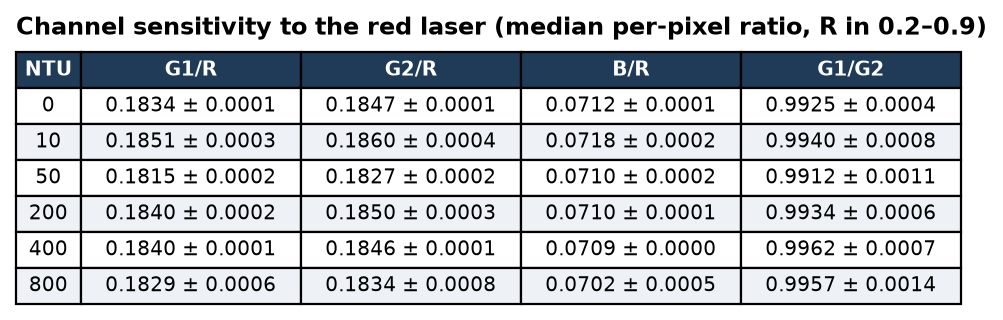 Channel sensitivity to the red laser (median per-pixel ratio, R in 0.2–0.9)
NTU G1/R G2/R B/R G1/G2
0 0.1834 ± 0.0001 0.1847 ± 0.0001 0.0712 ± 0.0001 0.9925 ± 0.0004
10 0.1851 ± 0.0003 0.1860 ± 0.0004 0.0718 ± 0.0002 0.9940 ± 0.0008
50 0.1815 ± 0.0002 0.1827 ± 0.0002 0.0710 ± 0.0002 0.9912 ± 0.0011
200 0.1840 ± 0.0002 0.1850 ± 0.0003 0.0710 ± 0.0001 0.9934 ± 0.0006
400 0.1840 ± 0.0001 0.1846 ± 0.0001 0.0709 ± 0.0000 0.9962 ± 0.0007
800 0.1829 ± 0.0006 0.1834 ± 0.0008 0.0702 ± 0.0005 0.9957 ± 0.0014